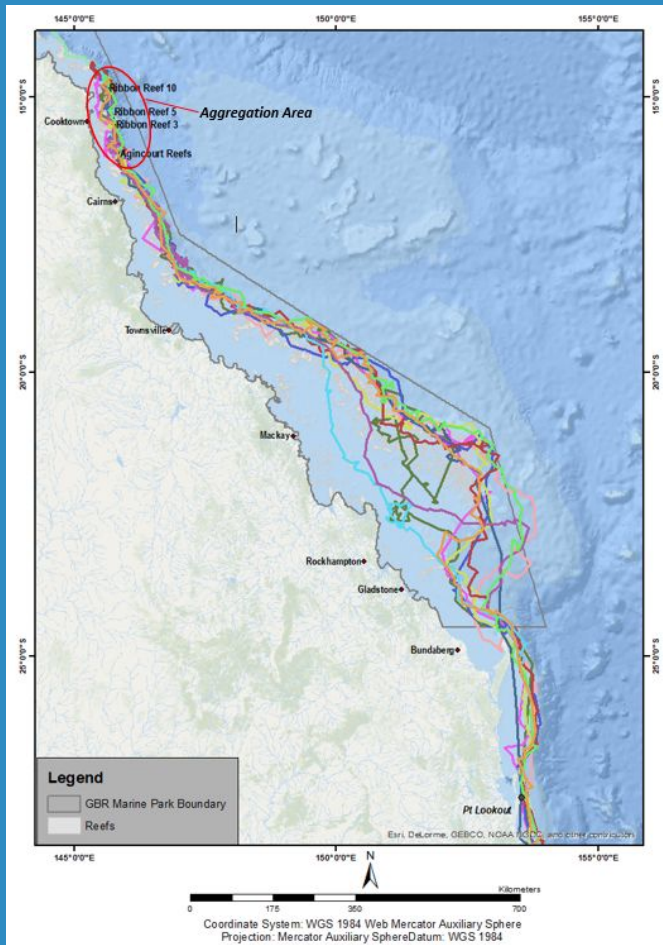 145°0'0"E 150°0'0"E 155°0'0"E
Ribbon Reef 10
15°0'0"S 15°0'0"S
Aggregation Area
Ribbon Reef 5
Cooktown
Ribbon Reef 3
Agincourt Reefs
Cairns
Townsville
20°0'0"S 20°0'0"S
Mackay
Rockhampton
Gladstone
Bundaberg
25°0'0"S 25°0'0"S
Legend
GBR Marine Park Boundary
Pt Lookout
Reefs
Esri, DeLorme, GEBCO, NOAA NGDC, and other contributors
145°0'0"E 150°0'0"E 155°0'0"E
N
Kilometers
0 175 350 700
Coordinate System: WGS 1984 Web Mercator Auxiliary Sphere
Projection: Mercator Auxiliary SphereDatum: WGS 1984